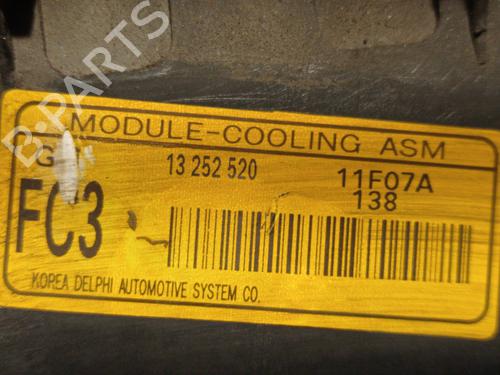 MODULE-COOLING ASM
13 252 520
11F07A
138
FC3
KOREA DELPHI AUTOMOTIVE SYSTEM CO.
B-PARTS